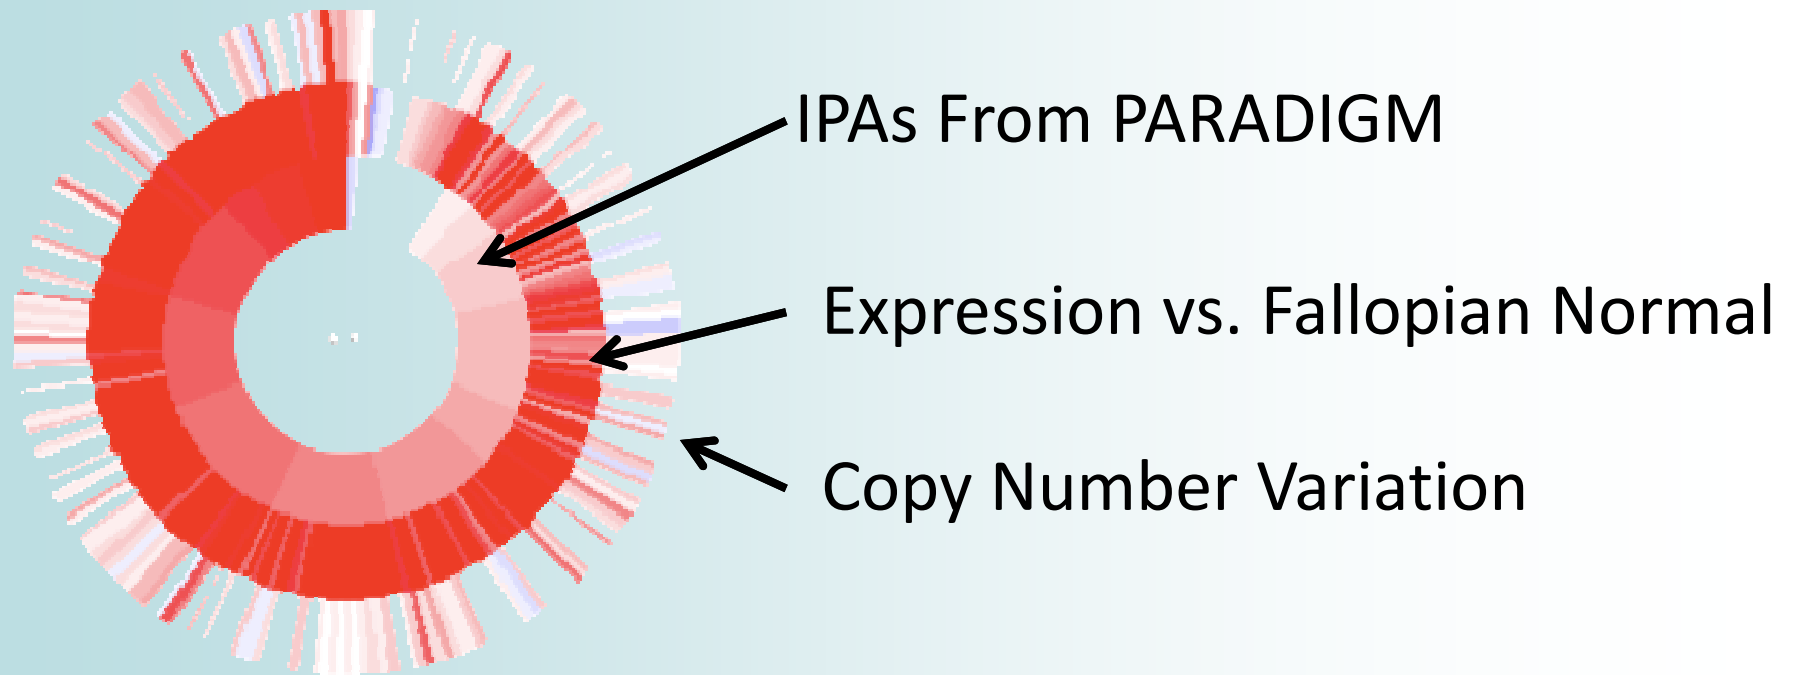 IPAs From PARADIGM
Expression vs. Fallopian Normal
Copy Number Variation